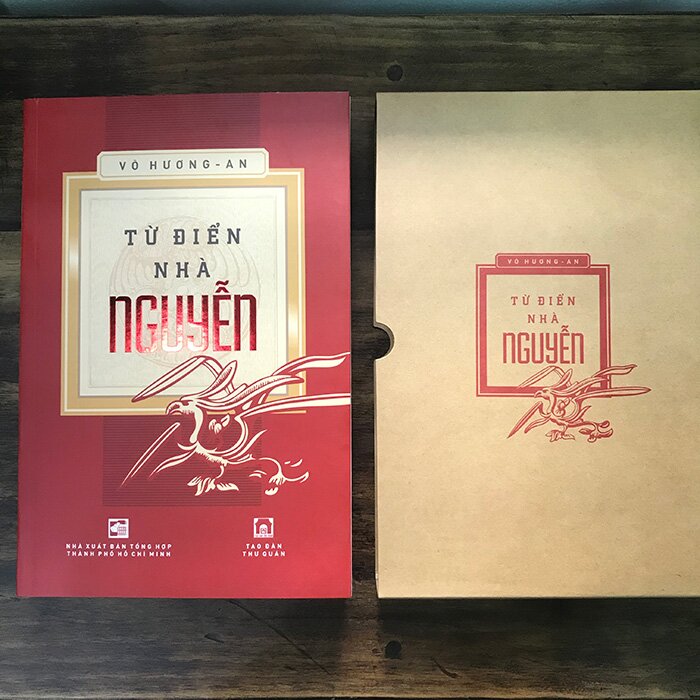 VÕ HƯƠNG-AN
TỪ ĐIỂN
NHÀ
NGUYỄN
NHÀ XUẤT BẢN TỔNG HỢP
THÀNH PHỐ HỒ CHÍ MINH
TAO ĐÀN
THƯ QUÁN
VÕ HƯƠNG-AN
TỪ ĐIỂN
NHÀ
NGUYỄN